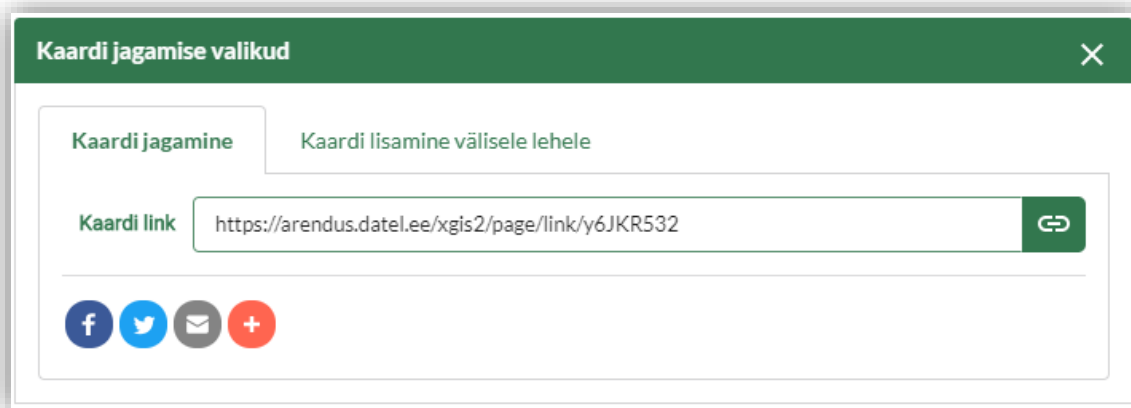 Kaardi jagamise valikud
Kaardi jagamine
Kaardi lisamine välisele lehele
Kaardi link
https://arendus.datel.ee/xgis2/page/link/y6JKR532